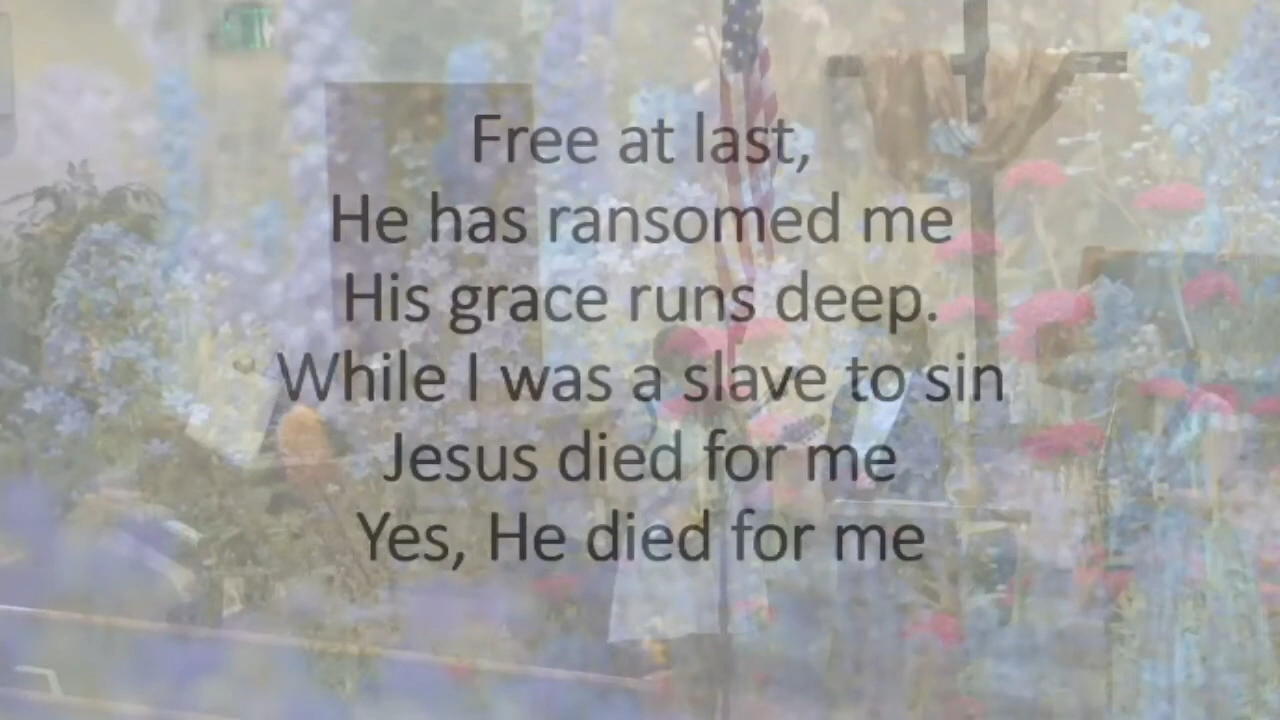 Free at last,
He has ransomed me
His grace runs deep.
While I was a slave to sin
Jesus died for me
Yes, He died for me